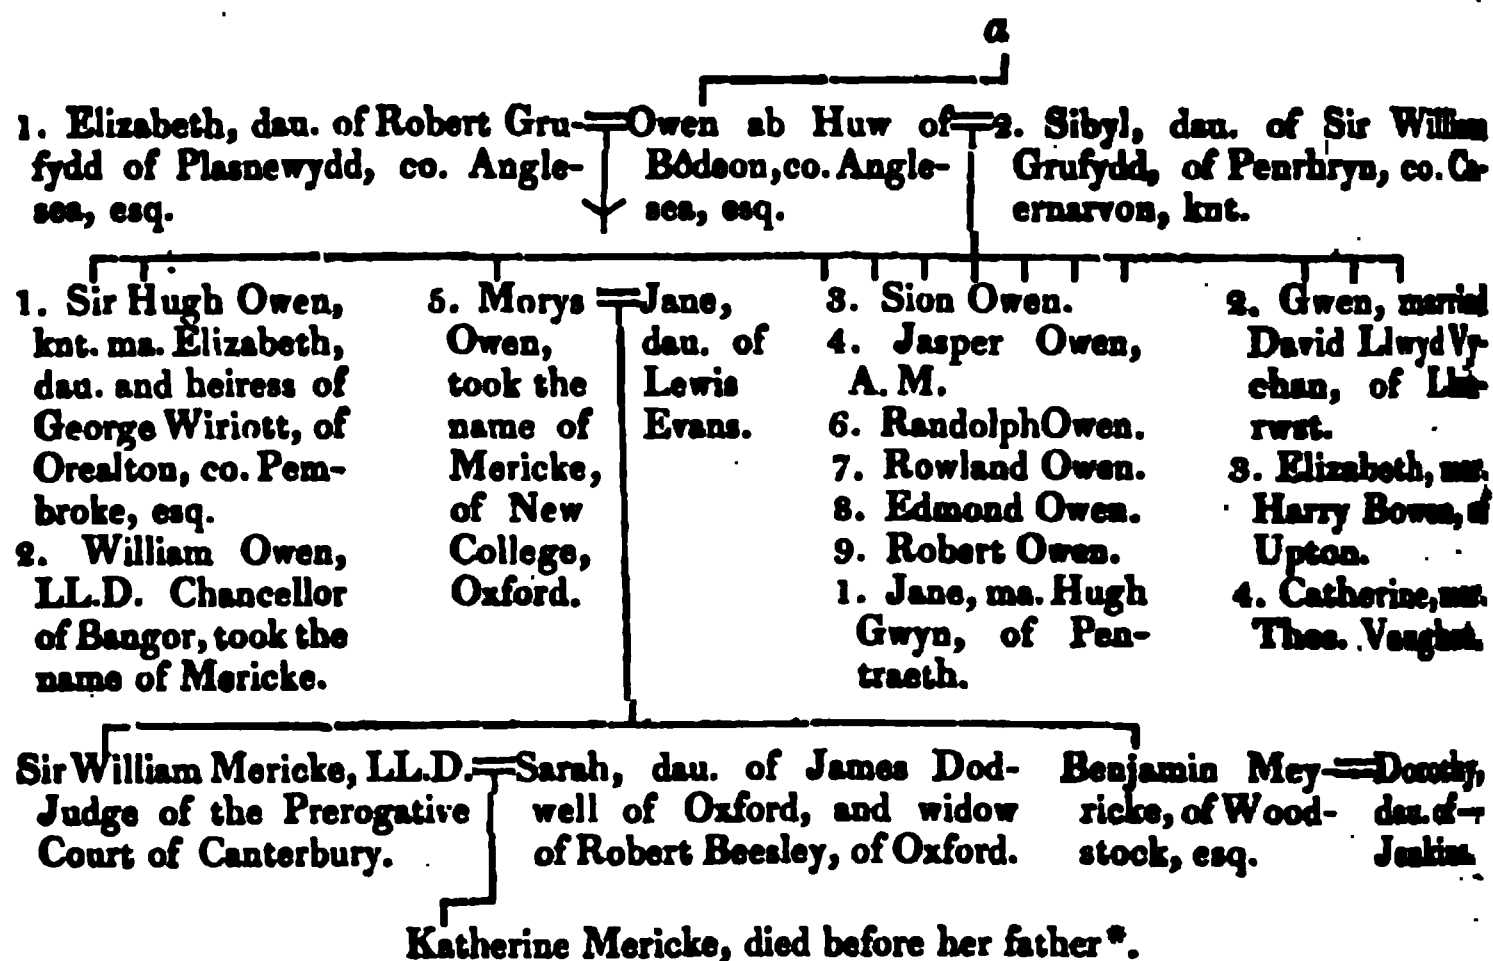 a
1. Elizabeth, dau. of Robert Gru-
fydd of Plasnewydd, co. Angle-
sea, esq.
Owen ab Huw of
Bodeon, co. Angle-
sea, esq.
2. Sibyl, dau. of Sir William
Grufydd, of Penrhryn, co. Ca-
ernarvon, knt.
1. Sir Hugh Owen,
knt. ma. Elizabeth,
dau. and heiress of
George Wiriott, of
Orealton, co. Pem-
broke, esq.
2. William Owen,
LL.D. Chancellor
of Bangor, took the
name of Mericke.
5. Morys
Owen,
took the
name of
Mericke,
of New
College,
Oxford.
Jane,
dau. of
Lewis
Evans.
3. Sion Owen.
4. Jasper Owen,
A. M.
6. Randolph Owen.
7. Rowland Owen.
8. Edmond Owen.
9. Robert Owen.
1. Jane, ma. Hugh
Gwyn, of Pen-
traeth.
2. Gwen, married
David Llwyd Vy-
chan, of Llan-
rwst.
3. Elizabeth, mar.
Harry Bowen, of
Upton.
4. Catherine, mar.
Thos. Vaughan.
Sir William Mericke, LL.D.
Judge of the Prerogative
Court of Canterbury.
Sarah, dau. of James Dod-
well of Oxford, and widow
of Robert Beesley, of Oxford.
Benjamin Mey-
ricke, of Wood-
stock, esq.
Dorothy,
dau. of —
Jenkins.
Katherine Mericke, died before her father*.